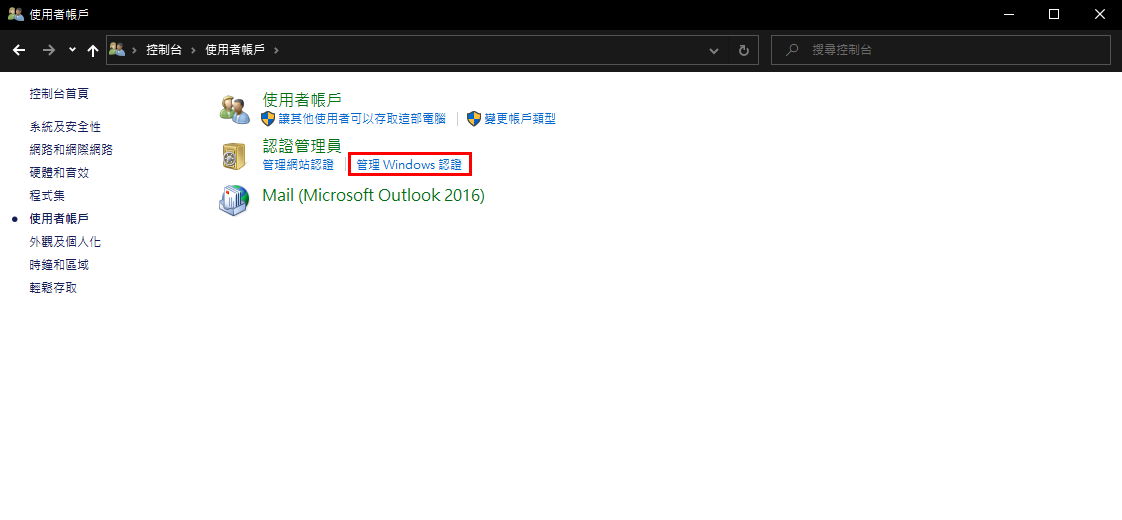 使用者帳戶
控制台 使用者帳戶
搜尋控制台
控制台首頁
系統及安全性
網路和網際網路
硬體和音效
程式集
使用者帳戶
外觀及個人化
時鐘和區域
輕鬆存取
使用者帳戶
讓其他使用者可以存取這部電腦 變更帳戶類型
認證管理員
管理網站認證 管理 Windows 認證
Mail (Microsoft Outlook 2016)